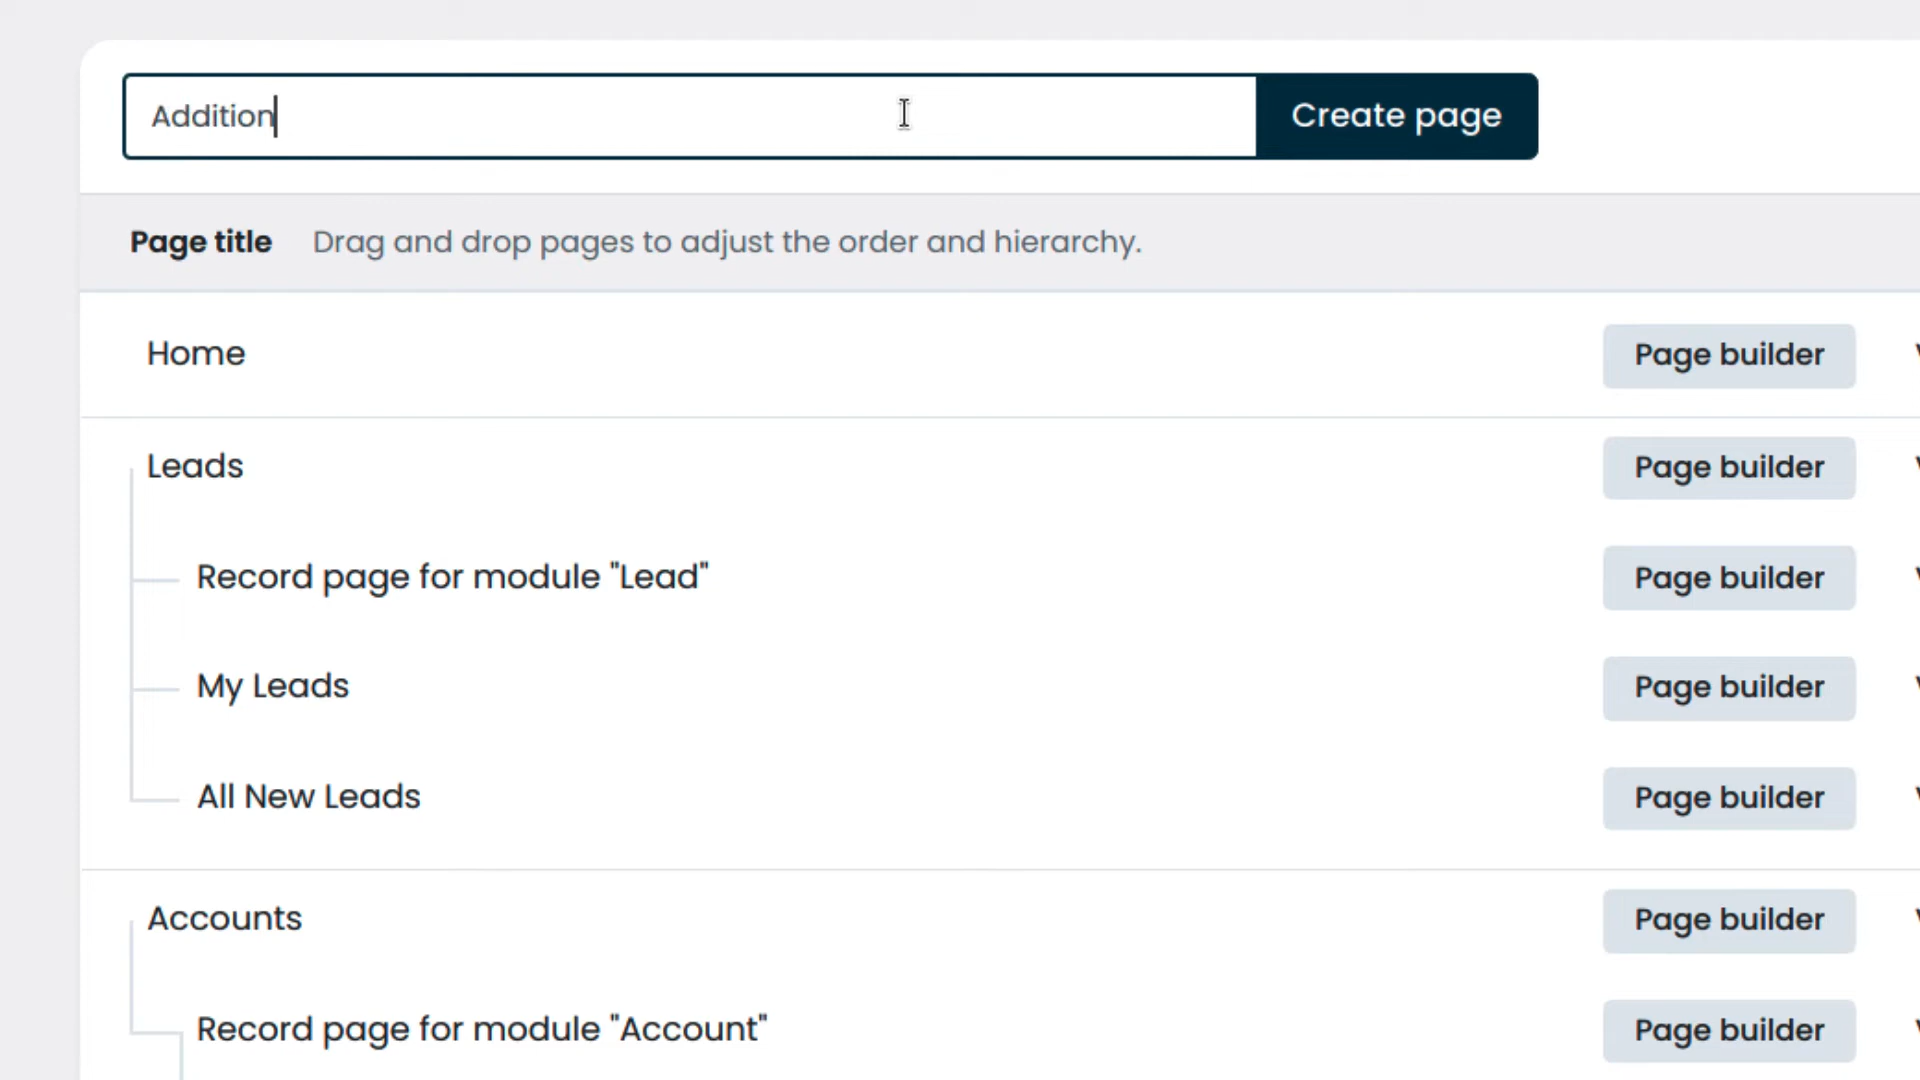 Addition
Create page
Page title Drag and drop pages to adjust the order and hierarchy.
Home Page builder
Leads Page builder
Record page for module "Lead" Page builder
My Leads Page builder
All New Leads Page builder
Accounts Page builder
Record page for module "Account" Page builder